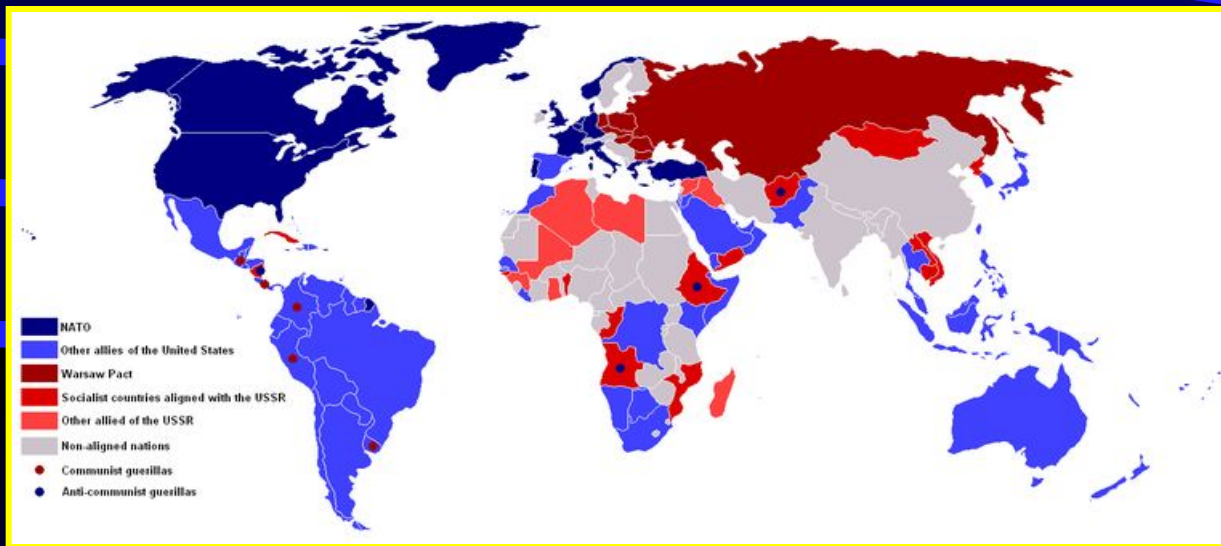 NATO
Other allies of the United States
Warsaw Pact
Socialist countries aligned with the USSR
Other allied of the USSR
Non-aligned nations
Communist guerillas
Anti-communist guerillas